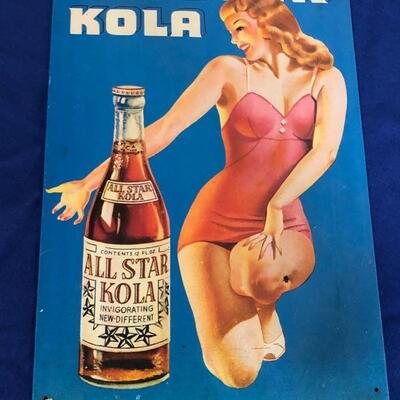 KOLA
ALL STAR
KOLA
CONTENTS 12 FL. OZ.
ALL STAR
KOLA
INVIGORATING
NEW-DIFFERENT